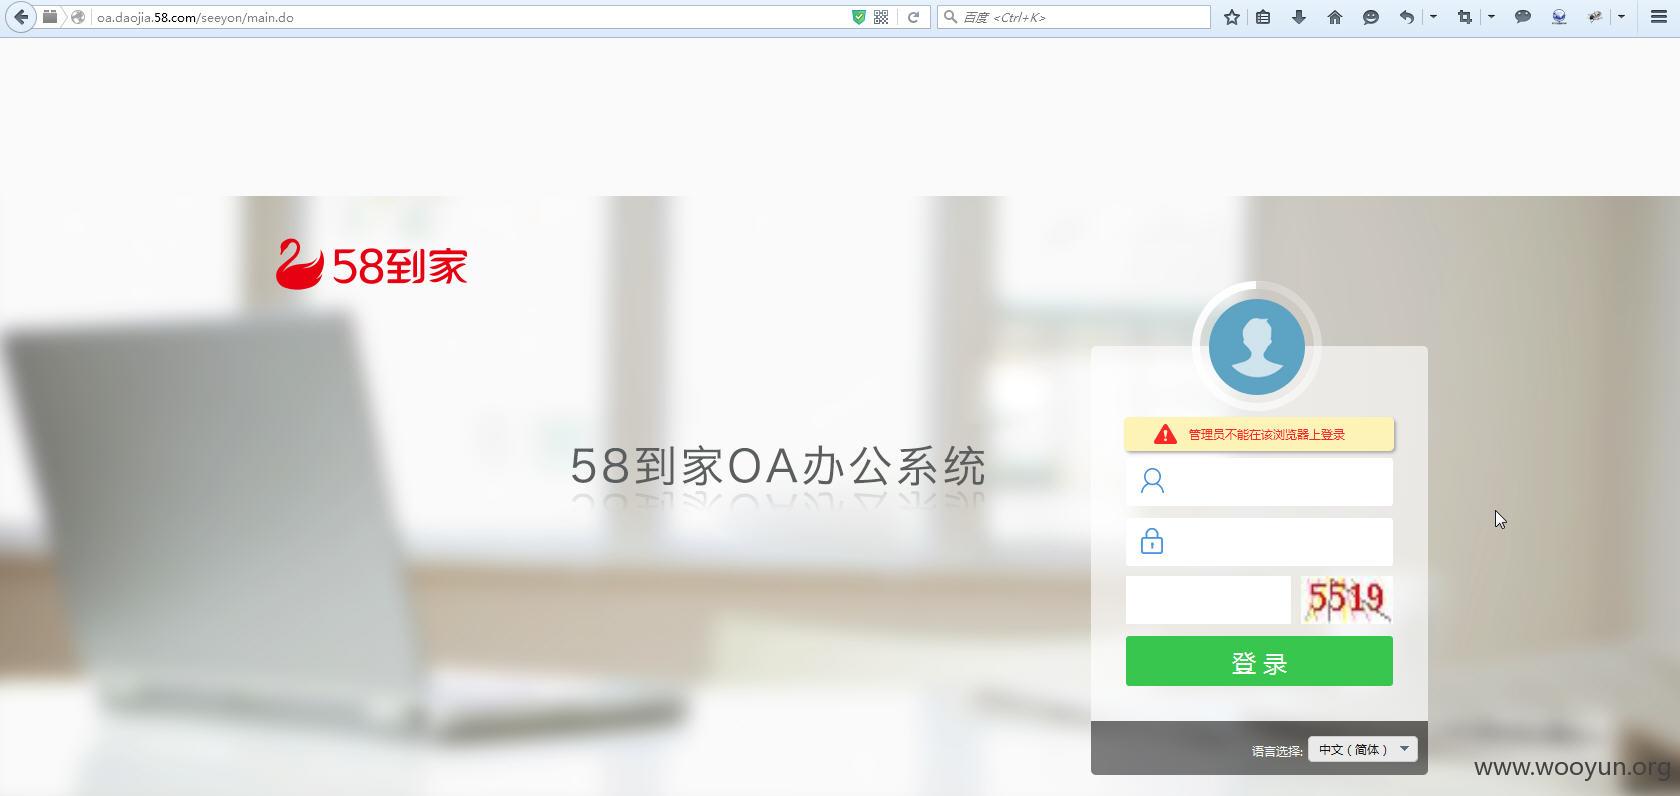 oa.daojia.58.com/seeyon/main.do
百度 <Ctrl+K>
58到家
58到家OA办公系统
管理员不能在该浏览器上登录
5519
登录
语言选择: 中文（简体）
www.wooyun.org